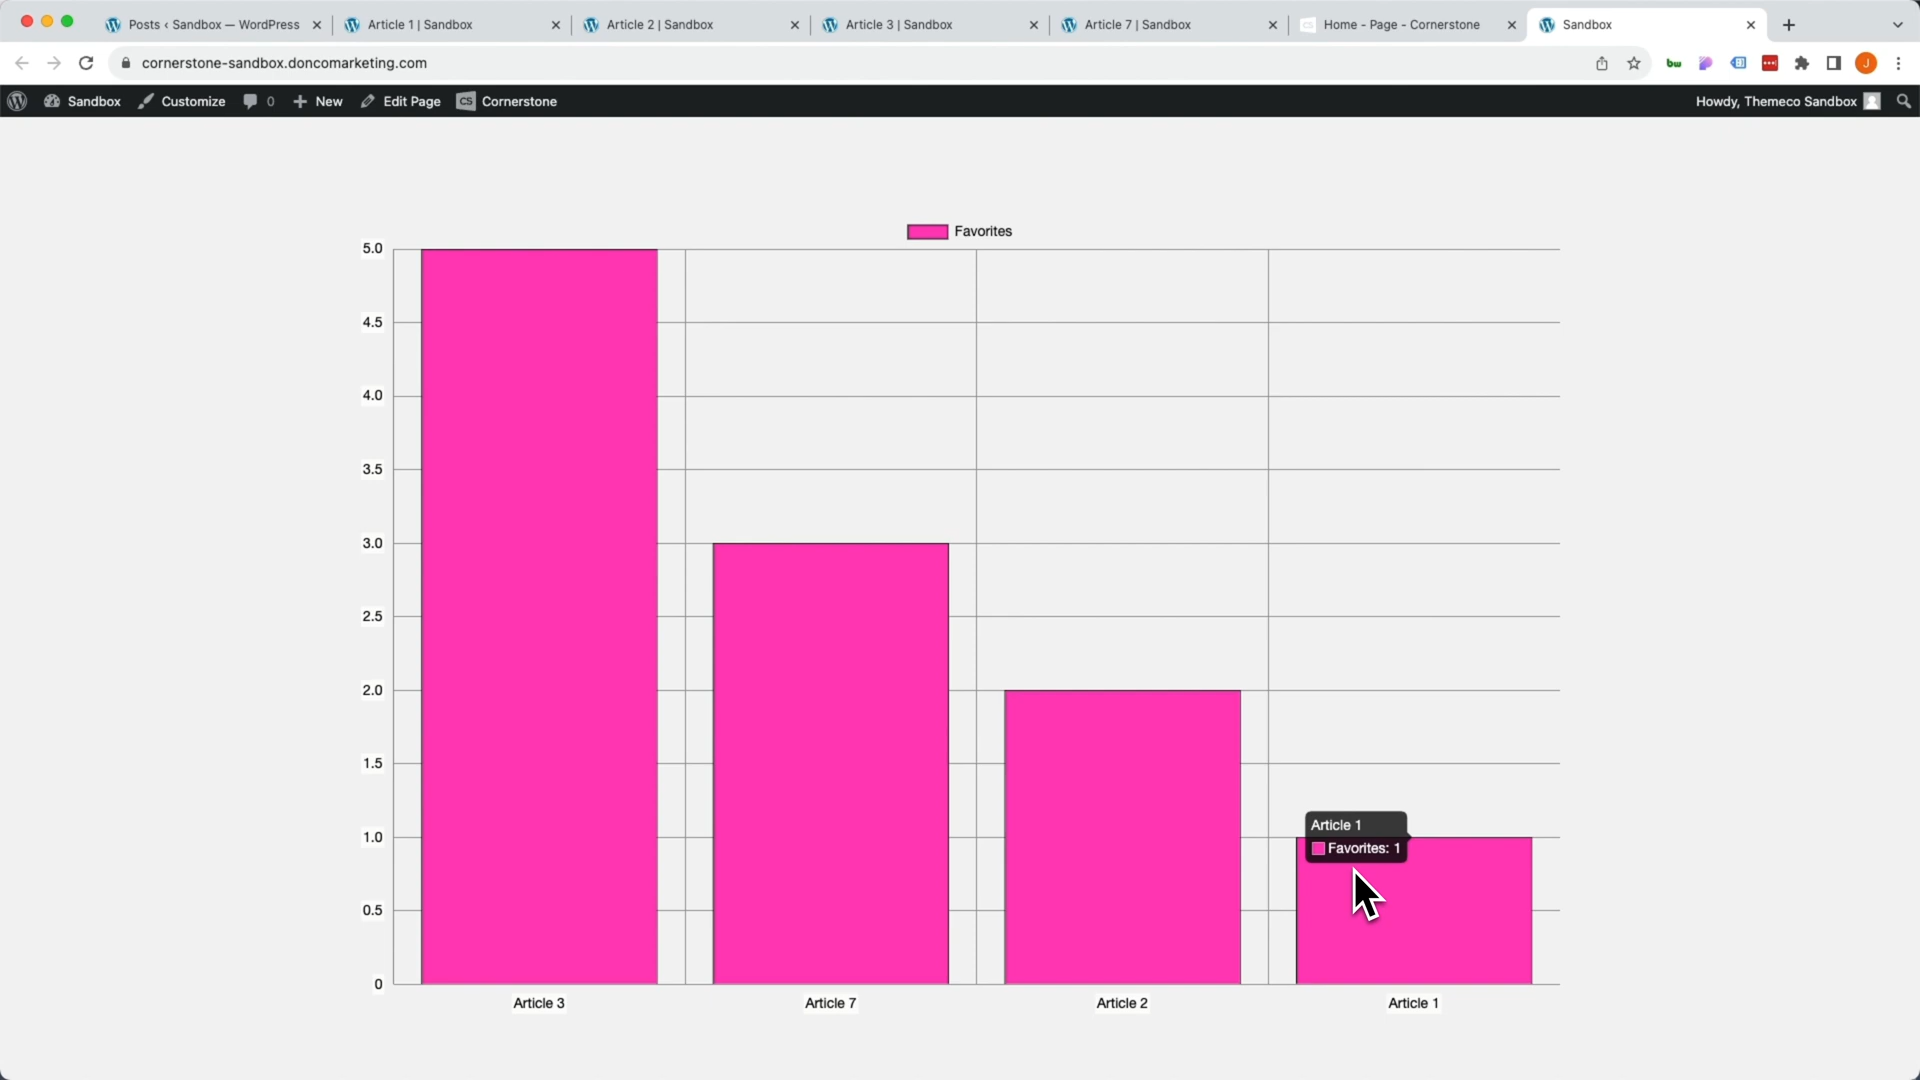 Posts ‹ Sandbox — WordPress
Article 1 | Sandbox
Article 2 | Sandbox
Article 3 | Sandbox
Article 7 | Sandbox
CS Home - Page - Cornerstone
Sandbox
cornerstone-sandbox.doncomarketing.com
bw
J
Sandbox
Customize
0
New
Edit Page
CS Cornerstone
Howdy, Themeco Sandbox
Favorites
5.0
4.5
4.0
3.5
3.0
2.5
2.0
1.5
1.0
0.5
0
Article 1
Favorites: 1
Article 3
Article 7
Article 2
Article 1